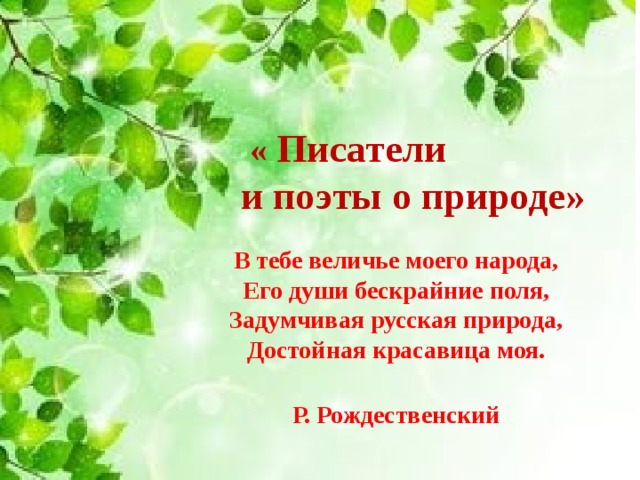 « Писатели
и поэты о природе»
В тебе величье моего народа,
Его души бескрайние поля,
Задумчивая русская природа,
Достойная красавица моя.
Р. Рождественский